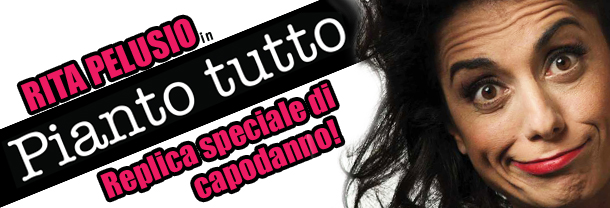 RITA PELUSIO in
Pianto tutto
Replica speciale di
capodanno!